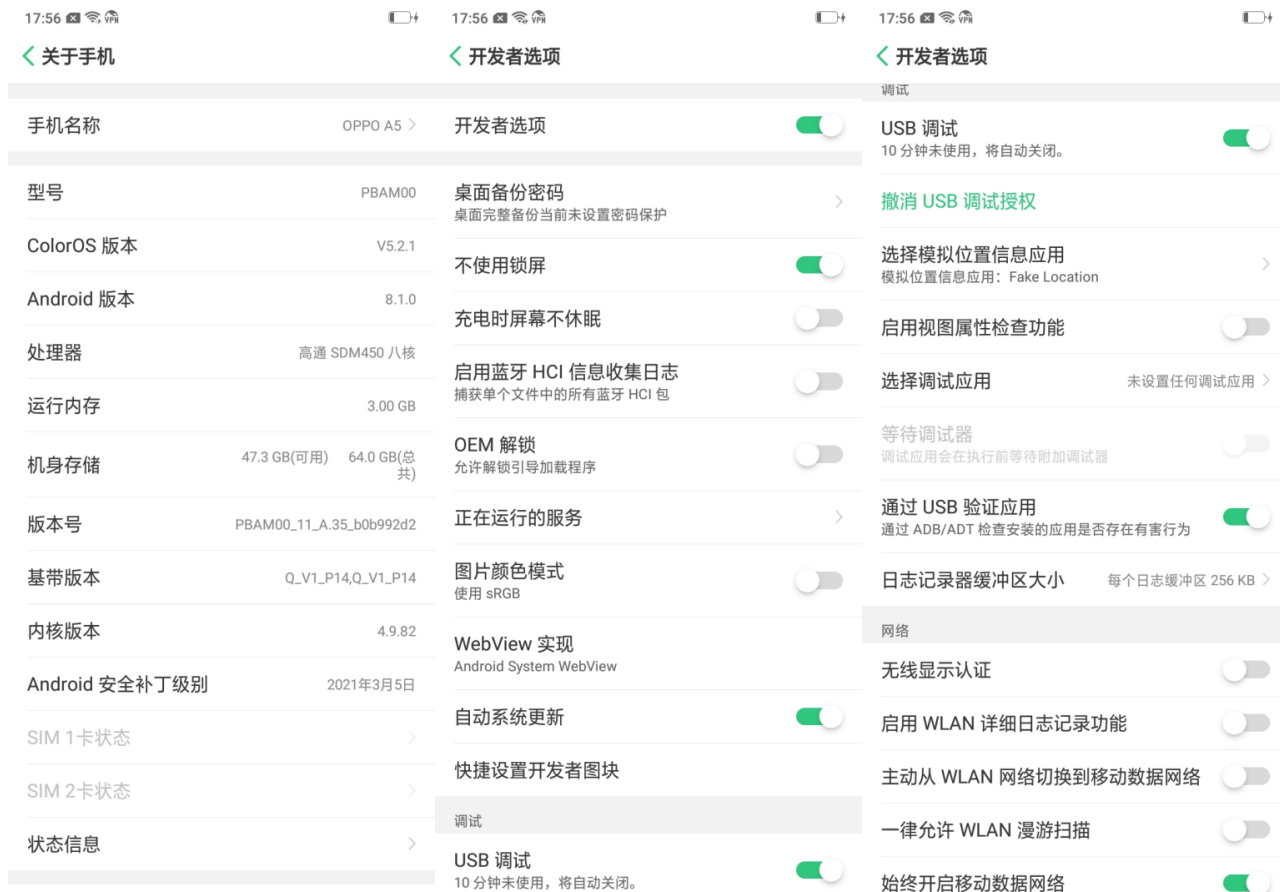 17:56 VPN
关于手机
手机名称 OPPO A5
型号 PBAM00
ColorOS 版本 V5.2.1
Android 版本 8.1.0
处理器 高通 SDM450 八核
运行内存 3.00 GB
机身存储 47.3 GB(可用) 64.0 GB(总
共)
版本号 PBAM00_11_A.35_b0b992d2
基带版本 Q_V1_P14,Q_V1_P14
内核版本 4.9.82
Android 安全补丁级别 2021年3月5日
SIM 1卡状态
SIM 2卡状态
状态信息
17:56 VPN
开发者选项
开发者选项
桌面备份密码
桌面完整备份当前未设置密码保护
不使用锁屏
充电时屏幕不休眠
启用蓝牙 HCI 信息收集日志
捕获单个文件中的所有蓝牙 HCI 包
OEM 解锁
允许解锁引导加载程序
正在运行的服务
图片颜色模式
使用 sRGB
WebView 实现
Android System WebView
自动系统更新
快捷设置开发者图块
调试
USB 调试
10 分钟未使用，将自动关闭。
17:56 VPN
开发者选项
调试
USB 调试
10 分钟未使用，将自动关闭。
撤消 USB 调试授权
选择模拟位置信息应用
模拟位置信息应用：Fake Location
启用视图属性检查功能
选择调试应用 未设置任何调试应用
等待调试器
调试应用会在执行前等待附加调试器
通过 USB 验证应用
通过 ADB/ADT 检查安装的应用是否存在有害行为
日志记录器缓冲区大小 每个日志缓冲区 256 KB
网络
无线显示认证
启用 WLAN 详细日志记录功能
主动从 WLAN 网络切换到移动数据网络
一律允许 WLAN 漫游扫描
始终开启移动数据网络